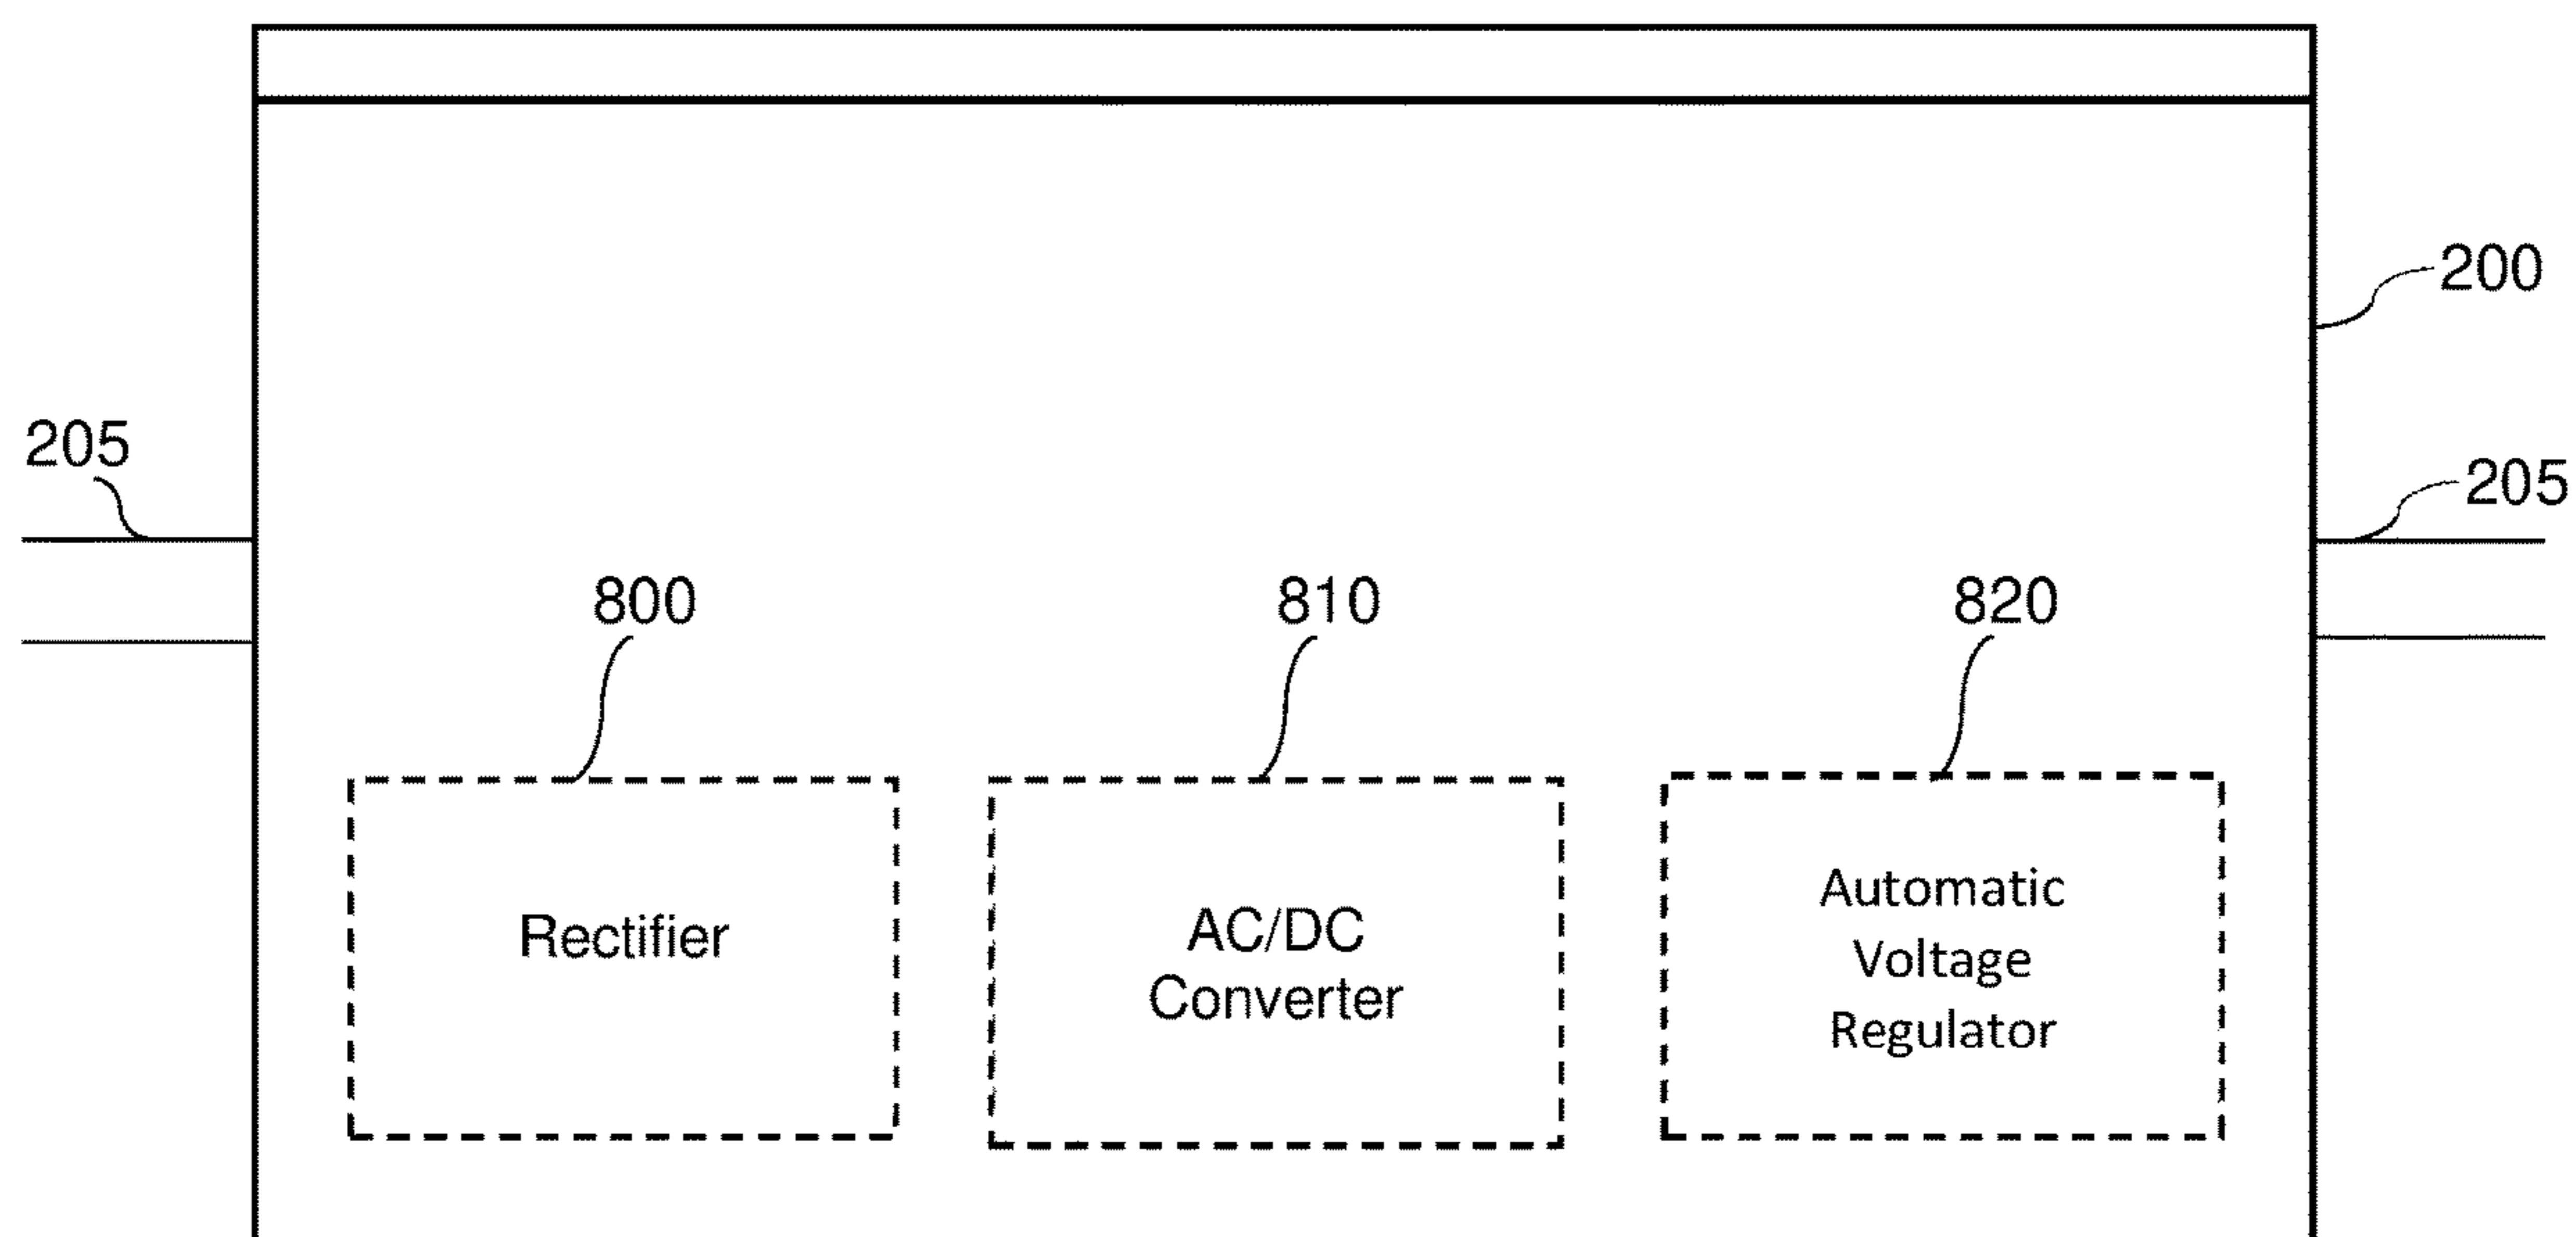 200
205
205
800
810
820
Rectifier
AC/DC
Converter
Automatic
Voltage
Regulator